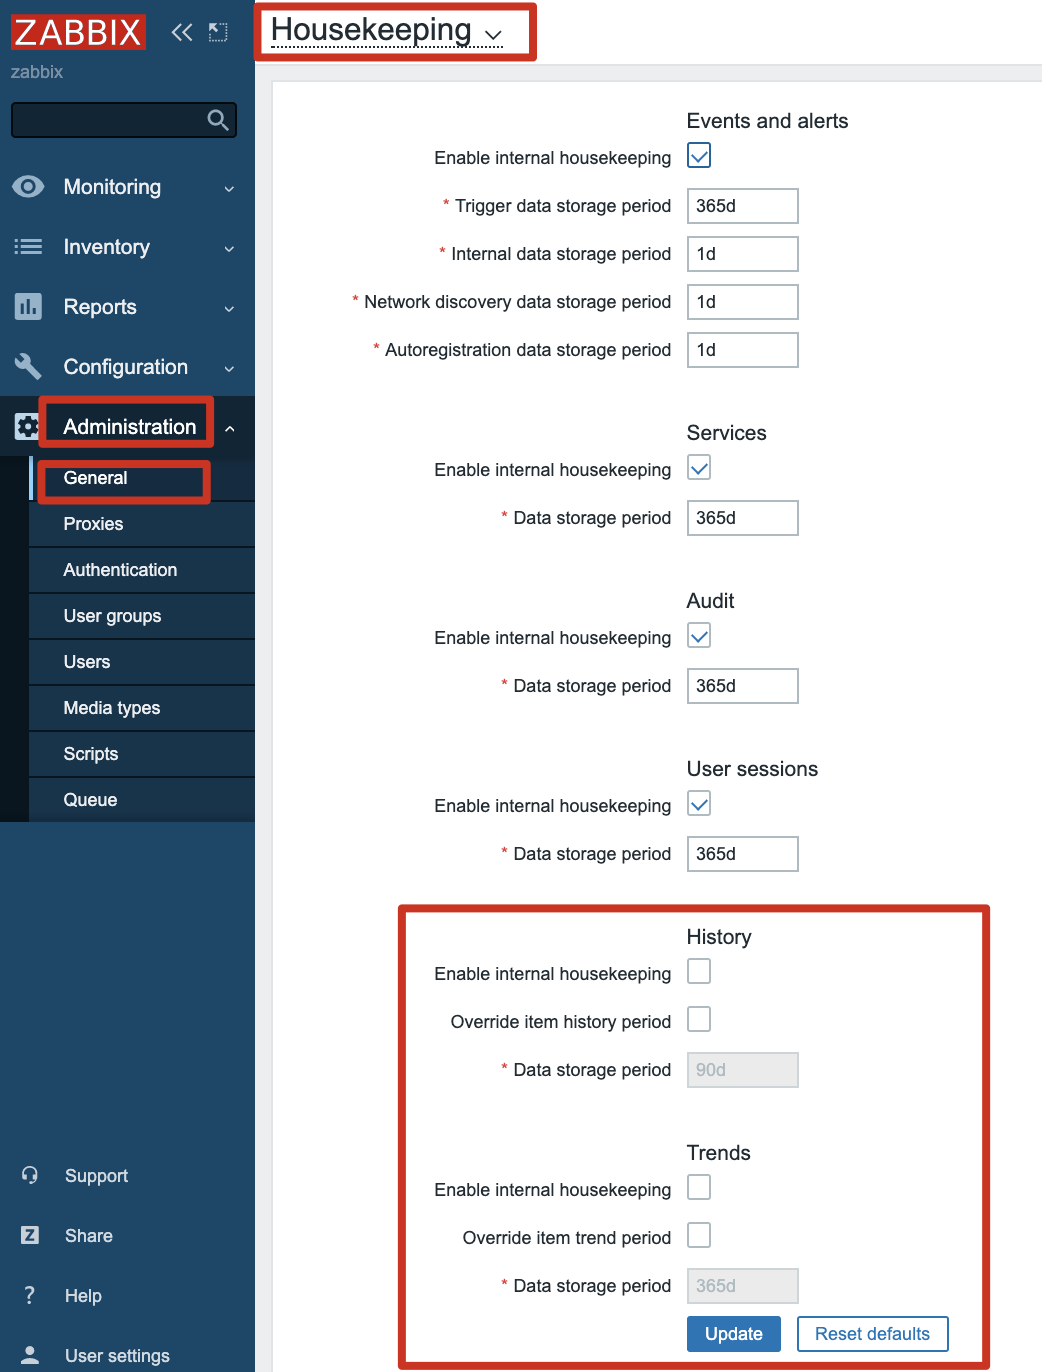 ZABBIX
zabbix
Monitoring
Inventory
Reports
Configuration
Administration
General
Proxies
Authentication
User groups
Users
Media types
Scripts
Queue
Support
Z Share
? Help
User settings
Housekeeping
Events and alerts
Enable internal housekeeping
* Trigger data storage period 365d
* Internal data storage period 1d
* Network discovery data storage period 1d
* Autoregistration data storage period 1d
Services
Enable internal housekeeping
* Data storage period 365d
Audit
Enable internal housekeeping
* Data storage period 365d
User sessions
Enable internal housekeeping
* Data storage period 365d
History
Enable internal housekeeping
Override item history period
* Data storage period 90d
Trends
Enable internal housekeeping
Override item trend period
* Data storage period 365d
Update Reset defaults